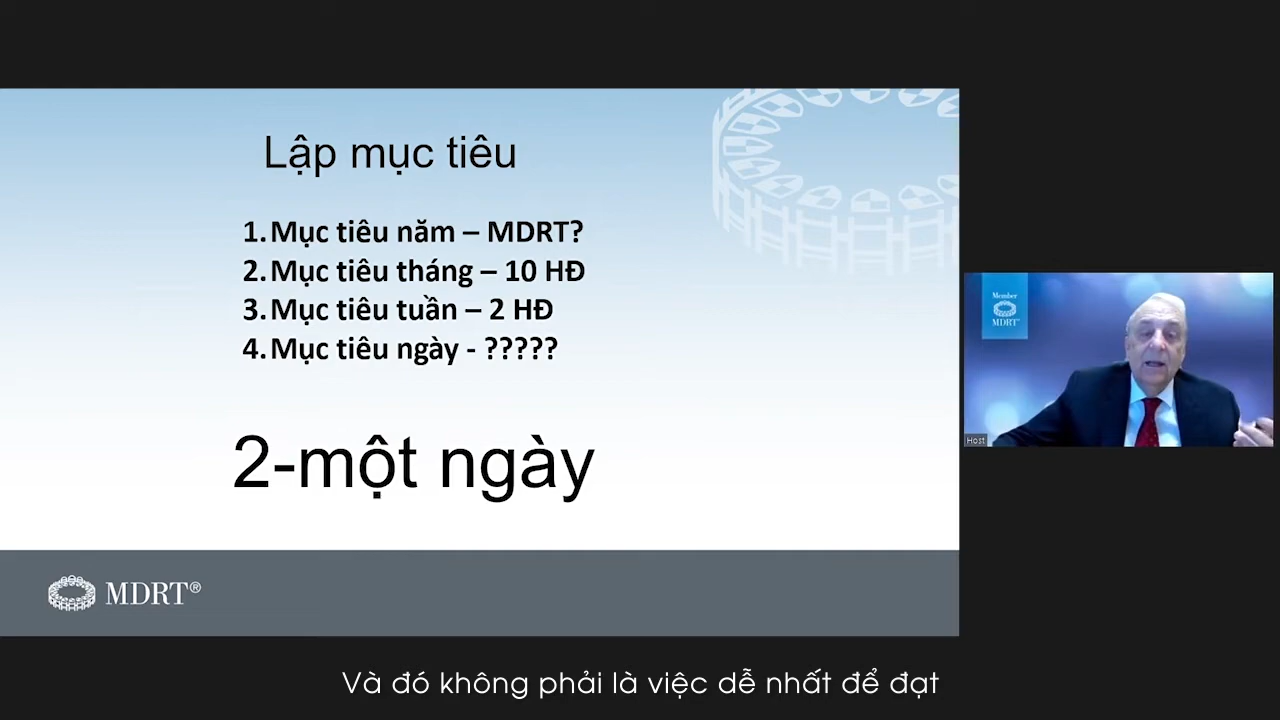 Lập mục tiêu
1. Mục tiêu năm – MDRT?
2. Mục tiêu tháng – 10 HĐ
3. Mục tiêu tuần – 2 HĐ
4. Mục tiêu ngày - ?????
2-một ngày
MDRT®
Member
MDRT
Host
Và đó không phải là việc dễ nhất để đạt